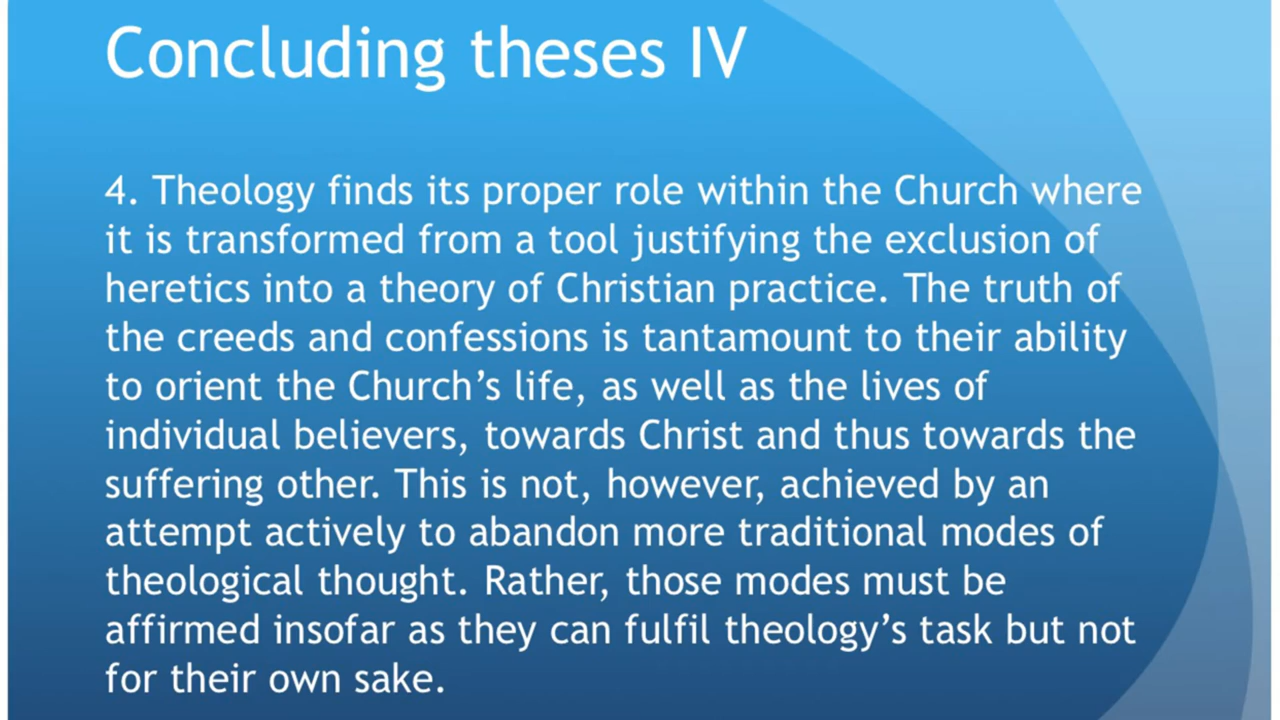 Concluding theses IV
4. Theology finds its proper role within the Church where
it is transformed from a tool justifying the exclusion of
heretics into a theory of Christian practice. The truth of
the creeds and confessions is tantamount to their ability
to orient the Church’s life, as well as the lives of
individual believers, towards Christ and thus towards the
suffering other. This is not, however, achieved by an
attempt actively to abandon more traditional modes of
theological thought. Rather, those modes must be
affirmed insofar as they can fulfil theology’s task but not
for their own sake.